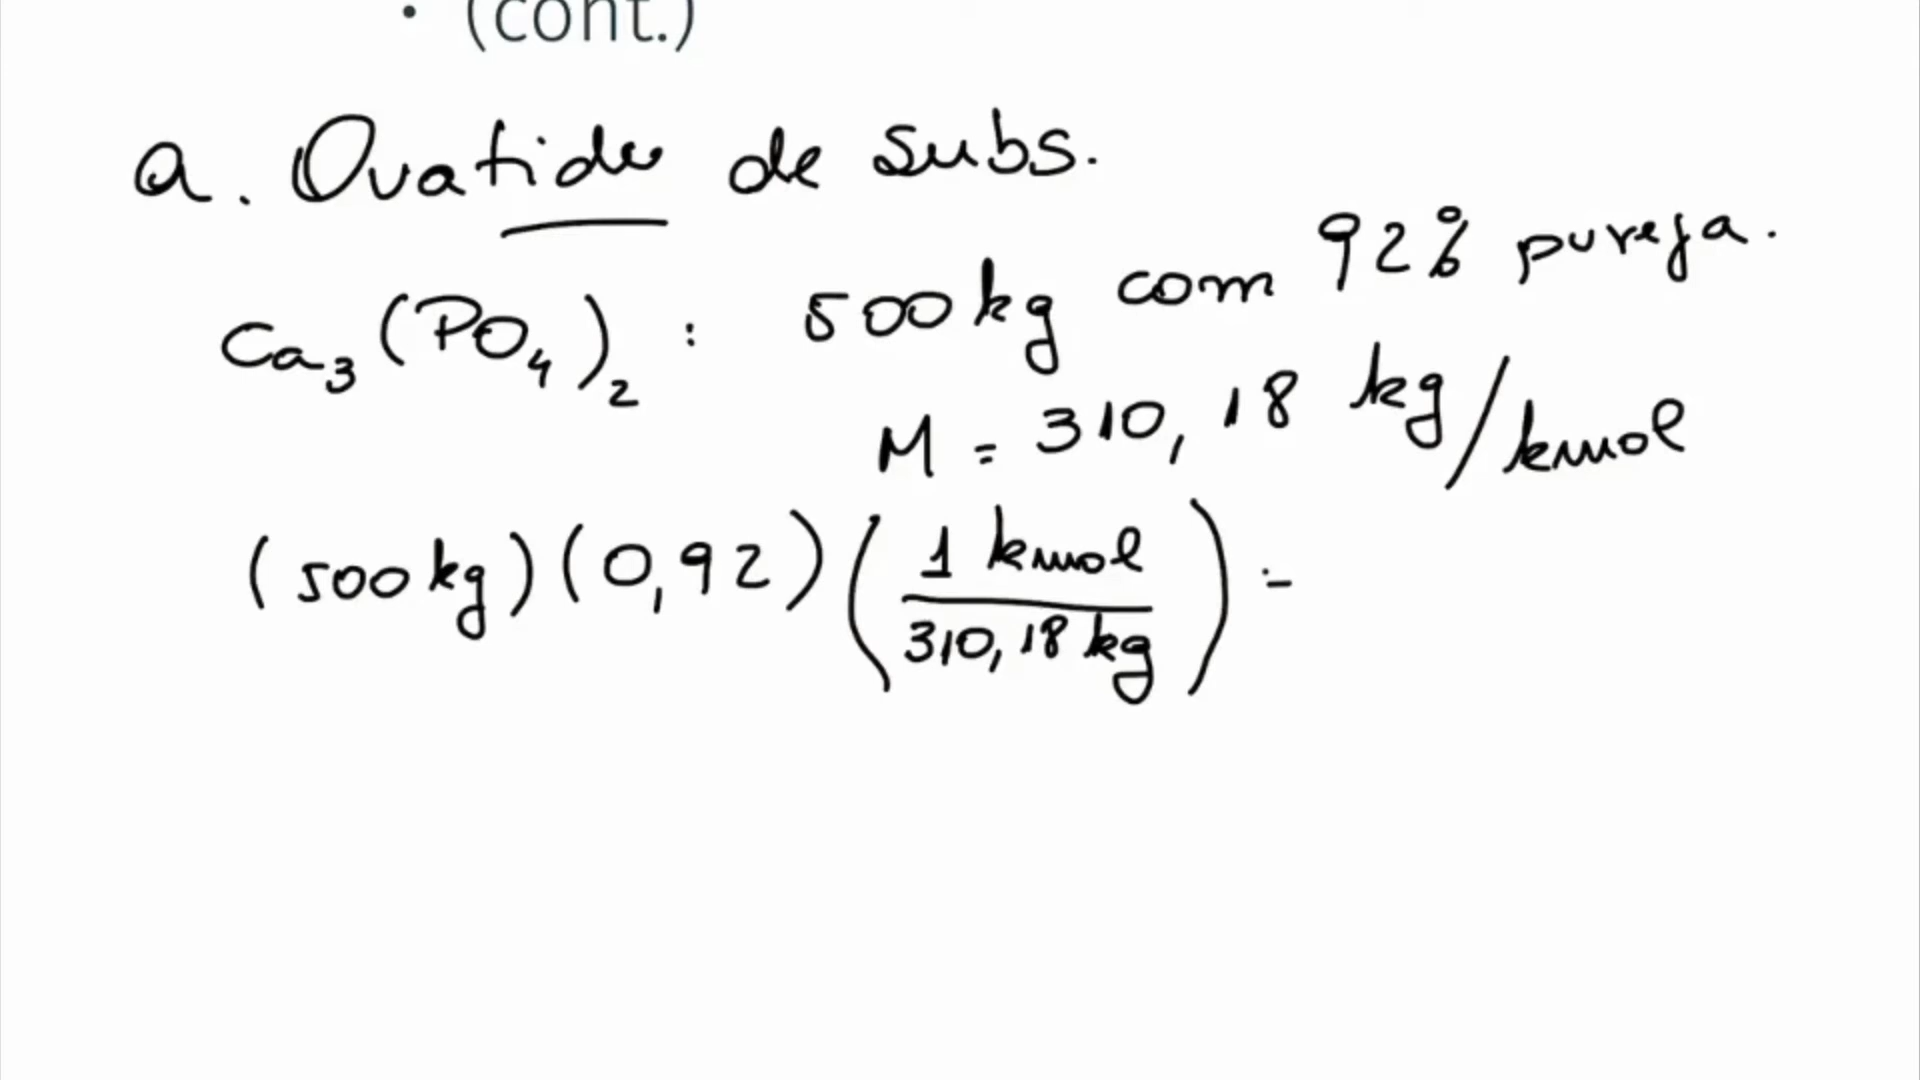 • (cont.)
a. Quatidade de subs.
Ca₃(PO₄)₂ : 500 kg com 92% pureza.
M = 310,18 kg/kmol
(500 kg)(0,92)(1 kmol / 310,18 kg) =